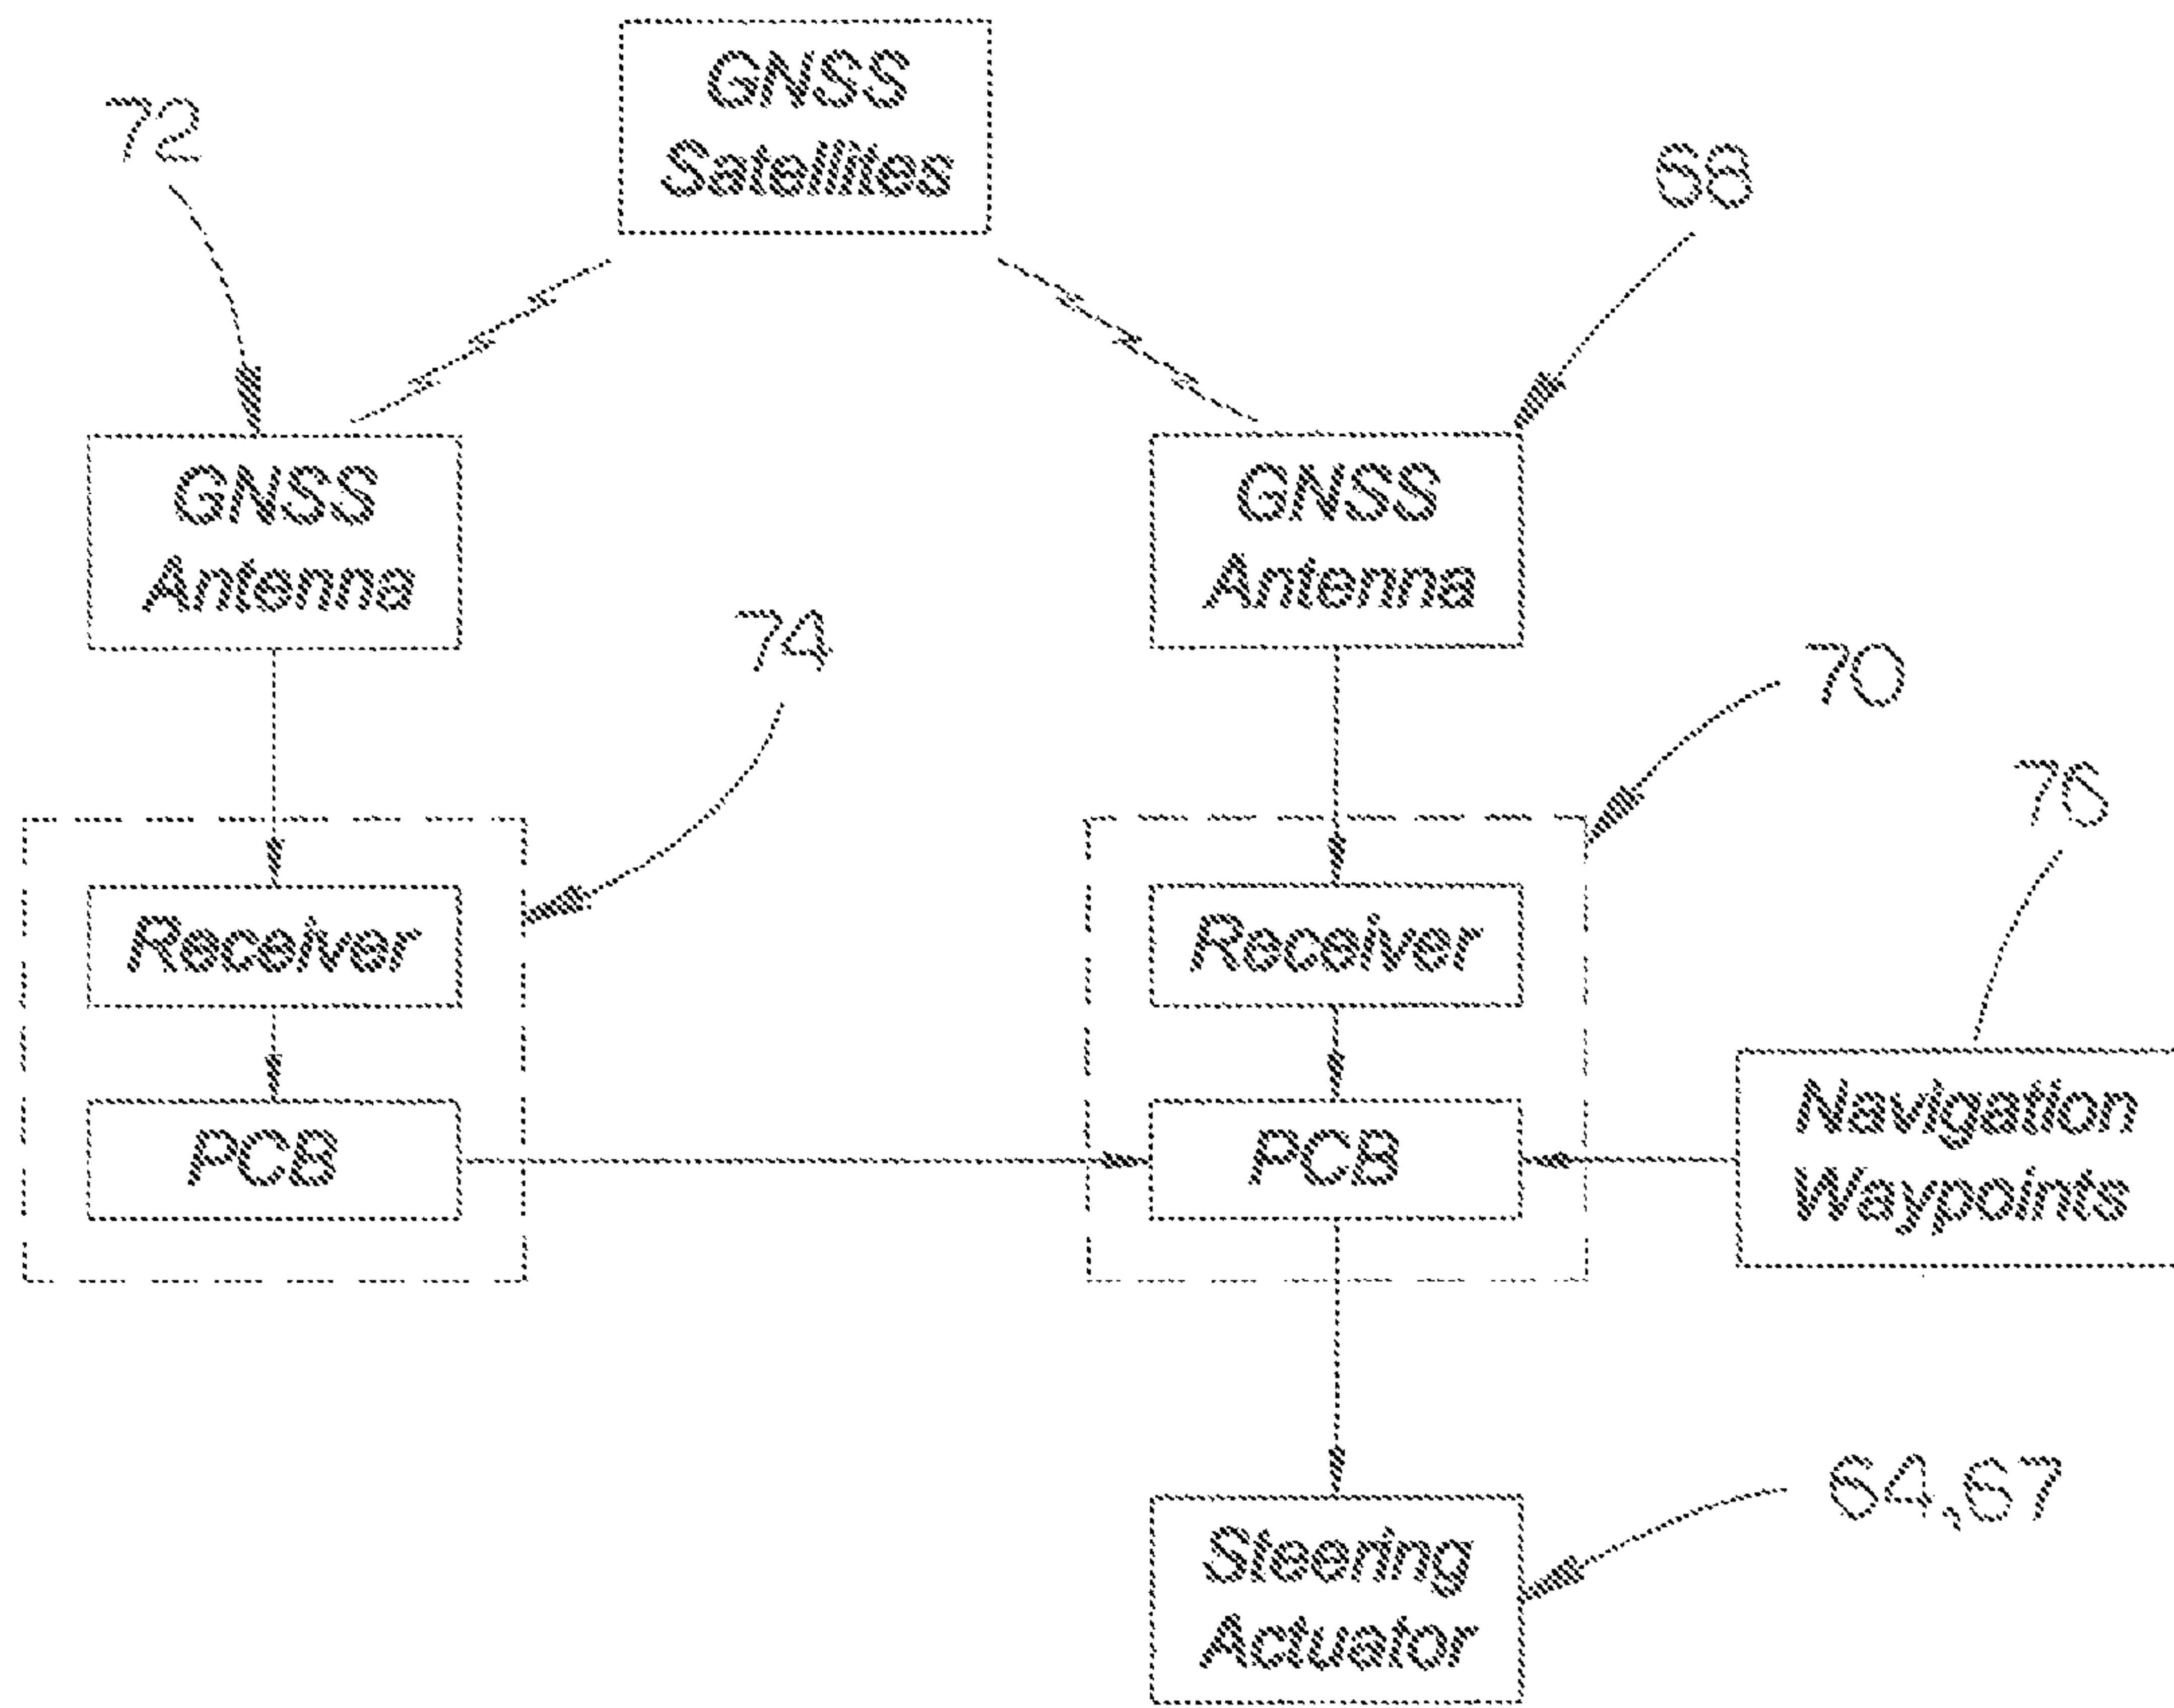 GNSS
Satellites
72
68
GNSS
Antenna
GNSS
Antenna
74
70
76
Receiver
Receiver
PCB
PCB
Navigation
Waypoints
64,67
Steering
Actuator